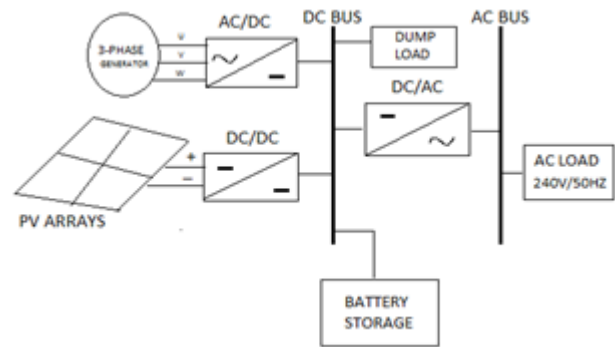 AC/DC
DC BUS
AC BUS
3-PHASE
GENERATOR
V
W
DUMP
LOAD
DC/AC
DC/DC
+
−
PV ARRAYS
AC LOAD
240V/50HZ
BATTERY
STORAGE